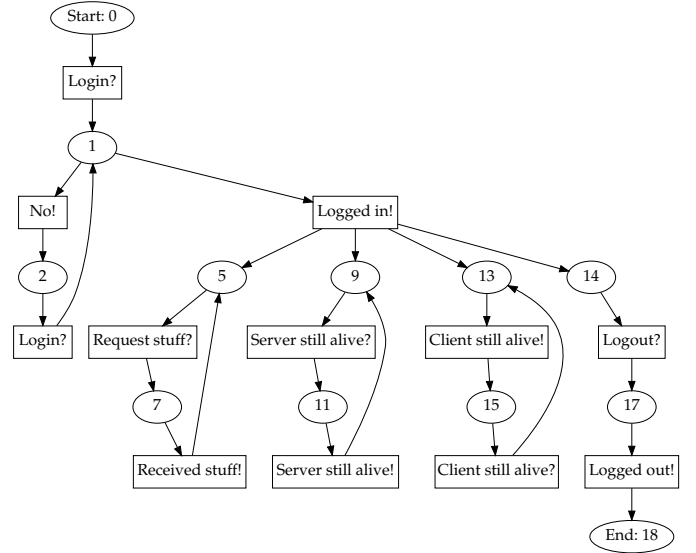 Start: 0
Login?
1
No!
Logged in!
2
5
9
13
14
Login?
Request stuff?
Server still alive?
Client still alive!
Logout?
7
11
15
17
Received stuff!
Server still alive!
Client still alive?
Logged out!
End: 18